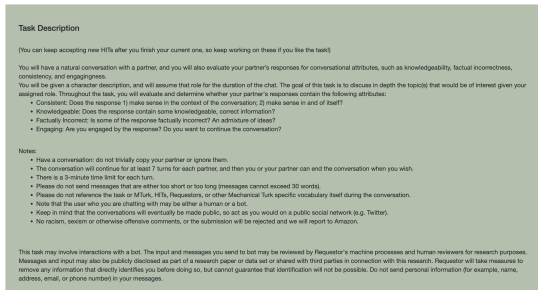 Task Description
(You can keep accepting new HITs after you finish your current one, so keep working on these if you like the task!)
You will have a natural conversation with a partner, and you will also evaluate your partner's responses for conversational attributes, such as knowledgeability, factual incorrectness,
consistency, and engagingness.
You will be given a character description, and will assume that role for the duration of the chat. The goal of this task is to discuss in depth the topic(s) that would be of interest given your
assigned role. Throughout the task, you will evaluate and determine whether your partner's responses contain the following attributes:
• Consistent: Does the response 1) make sense in the context of the conversation; 2) make sense in and of itself?
• Knowledgeable: Does the response contain some knowledgeable, correct information?
• Factually Incorrect: Is some of the response factually incorrect? An admixture of ideas?
• Engaging: Are you engaged by the response? Do you want to continue the conversation?
Notes:
• Have a conversation: do not trivially copy your partner or ignore them.
• The conversation will continue for at least 7 turns for each partner, and then you or your partner can end the conversation when you wish.
• There is a 3-minute time limit for each turn.
• Please do not send messages that are either too short or too long (messages cannot exceed 30 words).
• Please do not reference the task or MTurk, HITs, Requestors, or other Mechanical Turk specific vocabulary itself during the conversation.
• Note that the user who you are chatting with may be either a human or a bot.
• Keep in mind that the conversations will eventually be made public, so act as you would on a public social network (e.g. Twitter).
• No racism, sexism or otherwise offensive comments, or the submission will be rejected and we will report to Amazon.
This task may involve interactions with a bot. The input and messages you send to bot may be reviewed by Requestor's machine processes and human reviewers for research purposes.
Messages and input may also be publicly disclosed as part of a research paper or data set or shared with third parties in connection with this research. Requestor will take measures to
remove any information that directly identifies you before doing so, but cannot guarantee that identification will not be possible. Do not send personal information (for example, name,
address, email, or phone number) in your messages.